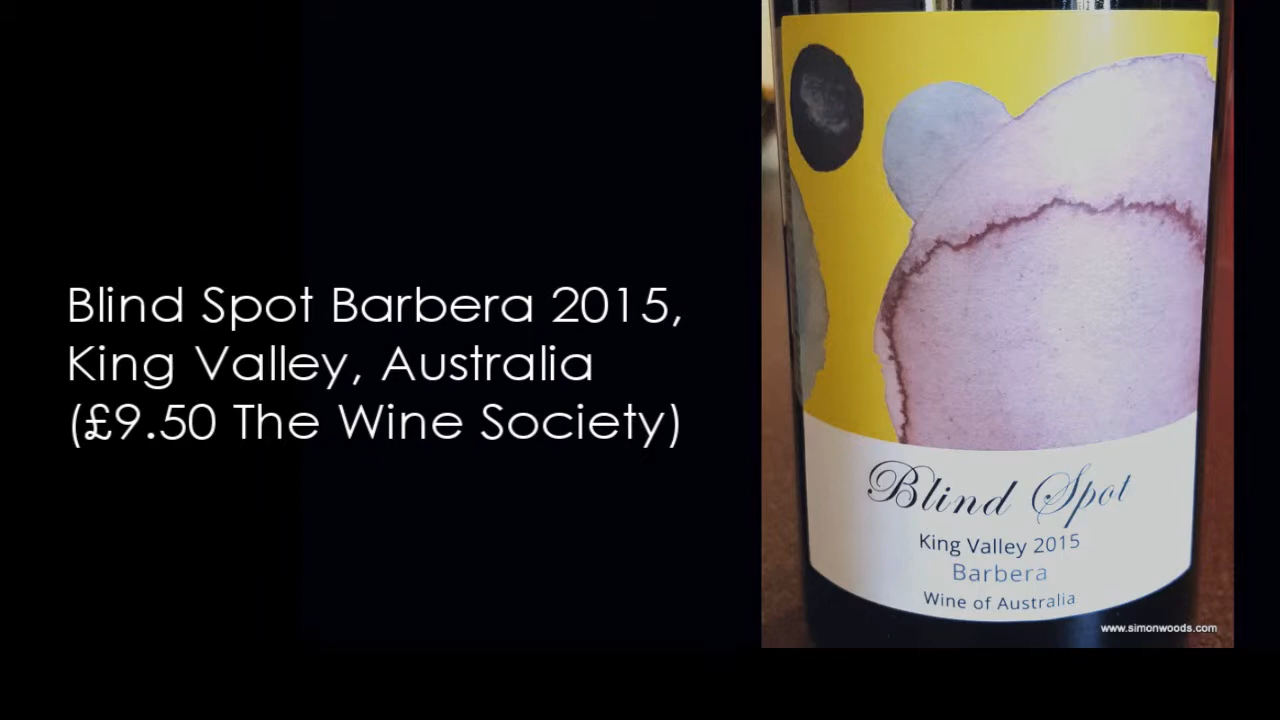 Blind Spot Barbera 2015,
King Valley, Australia
(£9.50 The Wine Society)
Blind Spot
King Valley 2015
Barbera
Wine of Australia
www.simonwoods.com